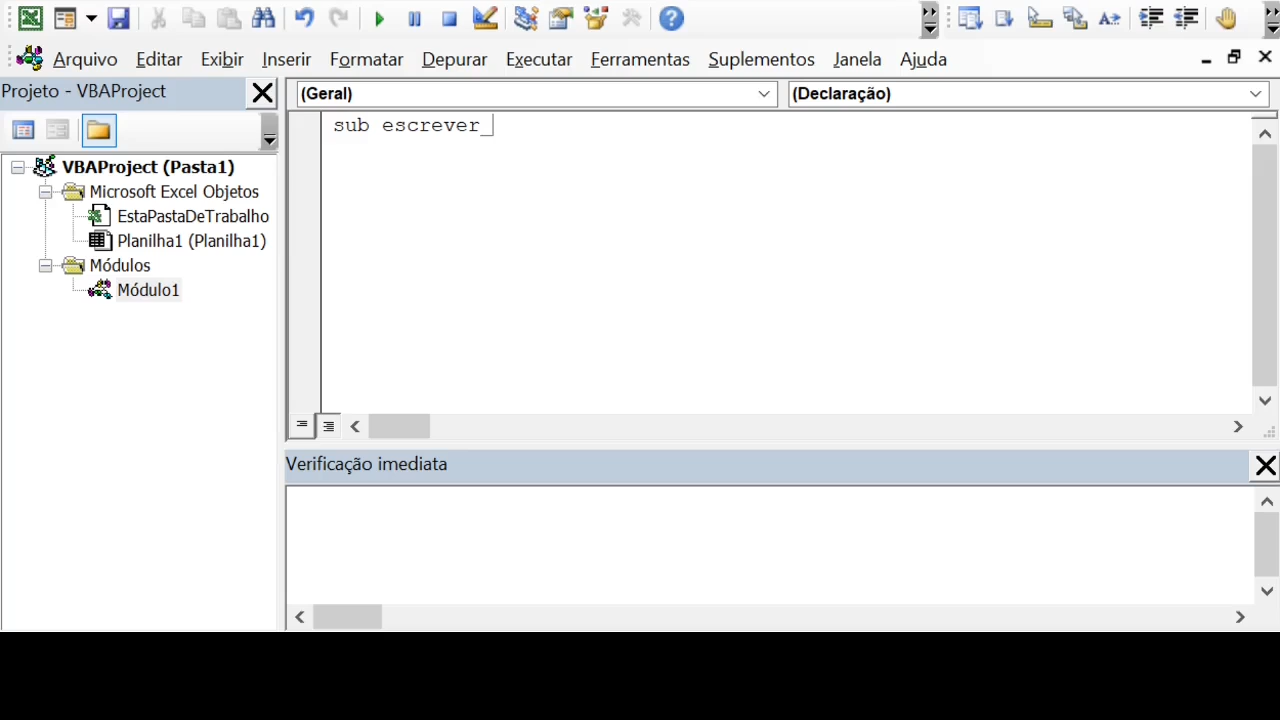 Arquivo Editar Exibir Inserir Formatar Depurar Executar Ferramentas Suplementos Janela Ajuda
Projeto - VBAProject
(Geral)
(Declaração)
sub escrever_
VBAProject (Pasta1)
Microsoft Excel Objetos
EstaPastaDeTrabalho
Planilha1 (Planilha1)
Módulos
Módulo1
Verificação imediata